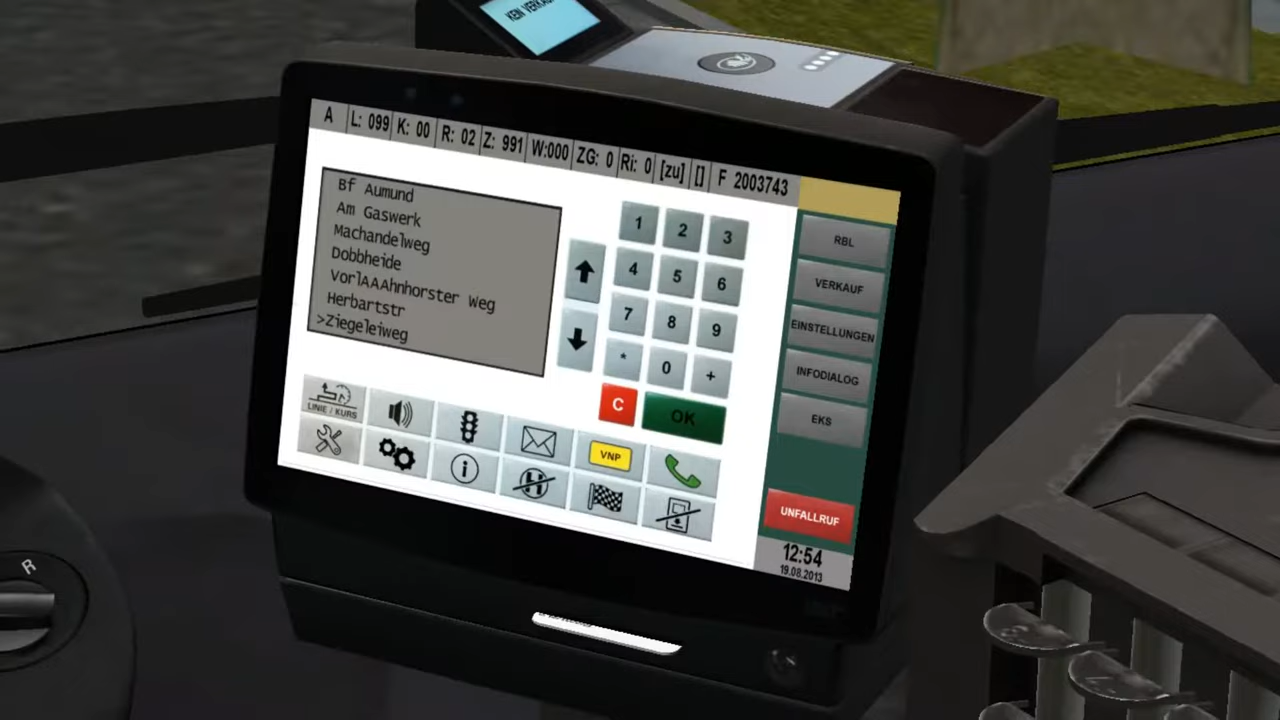 KEIN VERKAUF
A L: 099 K: 00 R: 02 Z: 991 W:000 ZG: 0 Ri: 0 [zu] [] F 2003743
Bf Aumund
Am Gaswerk
Machandelweg
Dobbheide
vorlAAAhnhorster Weg
Herbartstr
>Ziegeleiweg
1 2 3
4 5 6
7 8 9
* 0 +
C OK
LINIE / KURS
VNP
RBL
VERKAUF
EINSTELLUNGEN
INFODIALOG
EKS
UNFALLRUF
12:54
19.08.2013
R